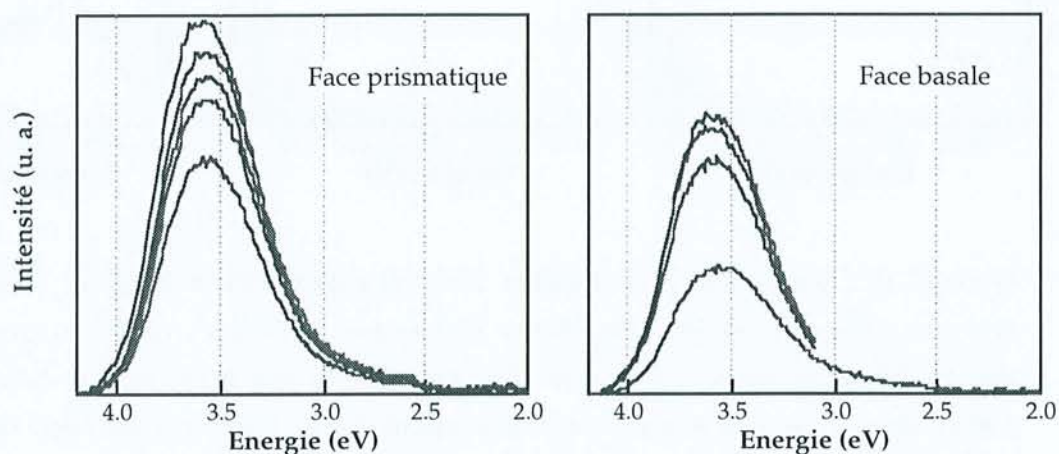 Face prismatique
Face basale
Intensité (u. a.)
4.0 3.5 3.0 2.5 2.0
4.0 3.5 3.0 2.5 2.0
Energie (eV)
Energie (eV)